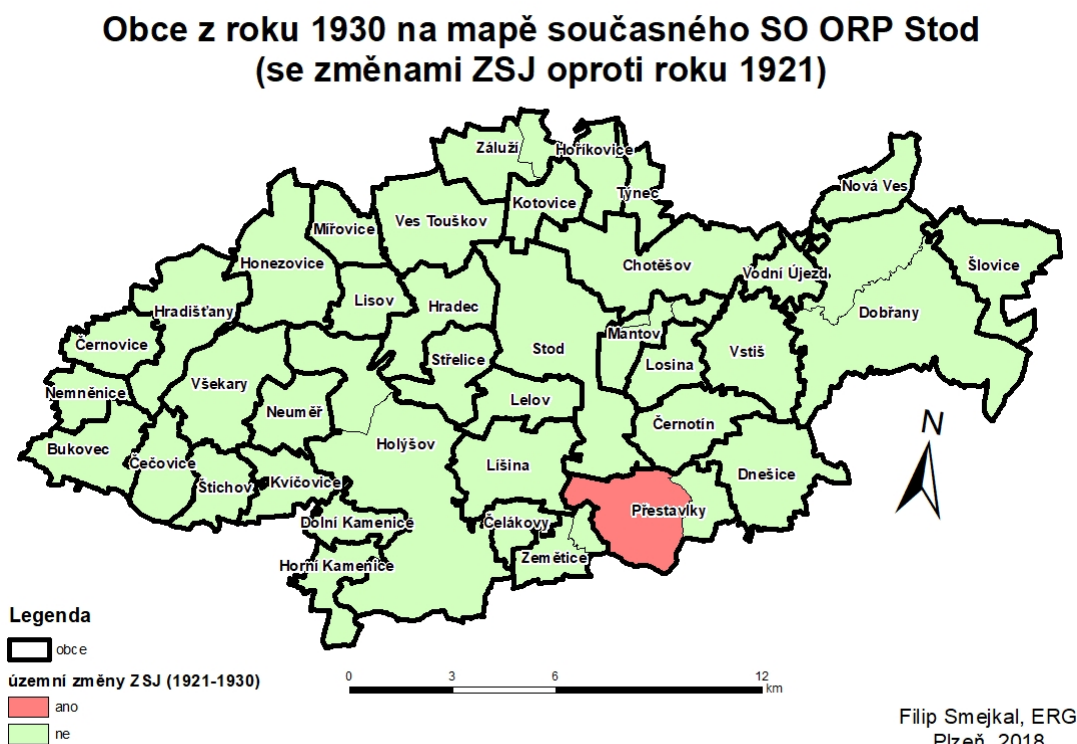 Obce z roku 1930 na mapě současného SO ORP Stod
(se změnami ZSJ oproti roku 1921)
Záluží
Hoříkovice
Nová Ves
Týnec
Kotovice
Ves Touškov
Mířovice
Honezovice
Chotěšov
Vodní Újezd
Šlovice
Lisov
Hradec
Hradišťany
Dobřany
Mantov
Černovice
Stod
Vstiš
Střelice
Losina
Všekary
Nemněnice
Lelov
Neuměř
Černotín
Holýšov
Bukovec
Čečovice
Líšina
Dnešice
Štichov
Kvíčovice
Přestavlky
Dolní Kamenice
Čelákovy
Zemětice
Horní Kamenice
N
Legenda
obce
územní změny ZSJ (1921-1930)
ano
ne
0 3 6 12
km
Filip Smejkal, ERG
Plzeň, 2018